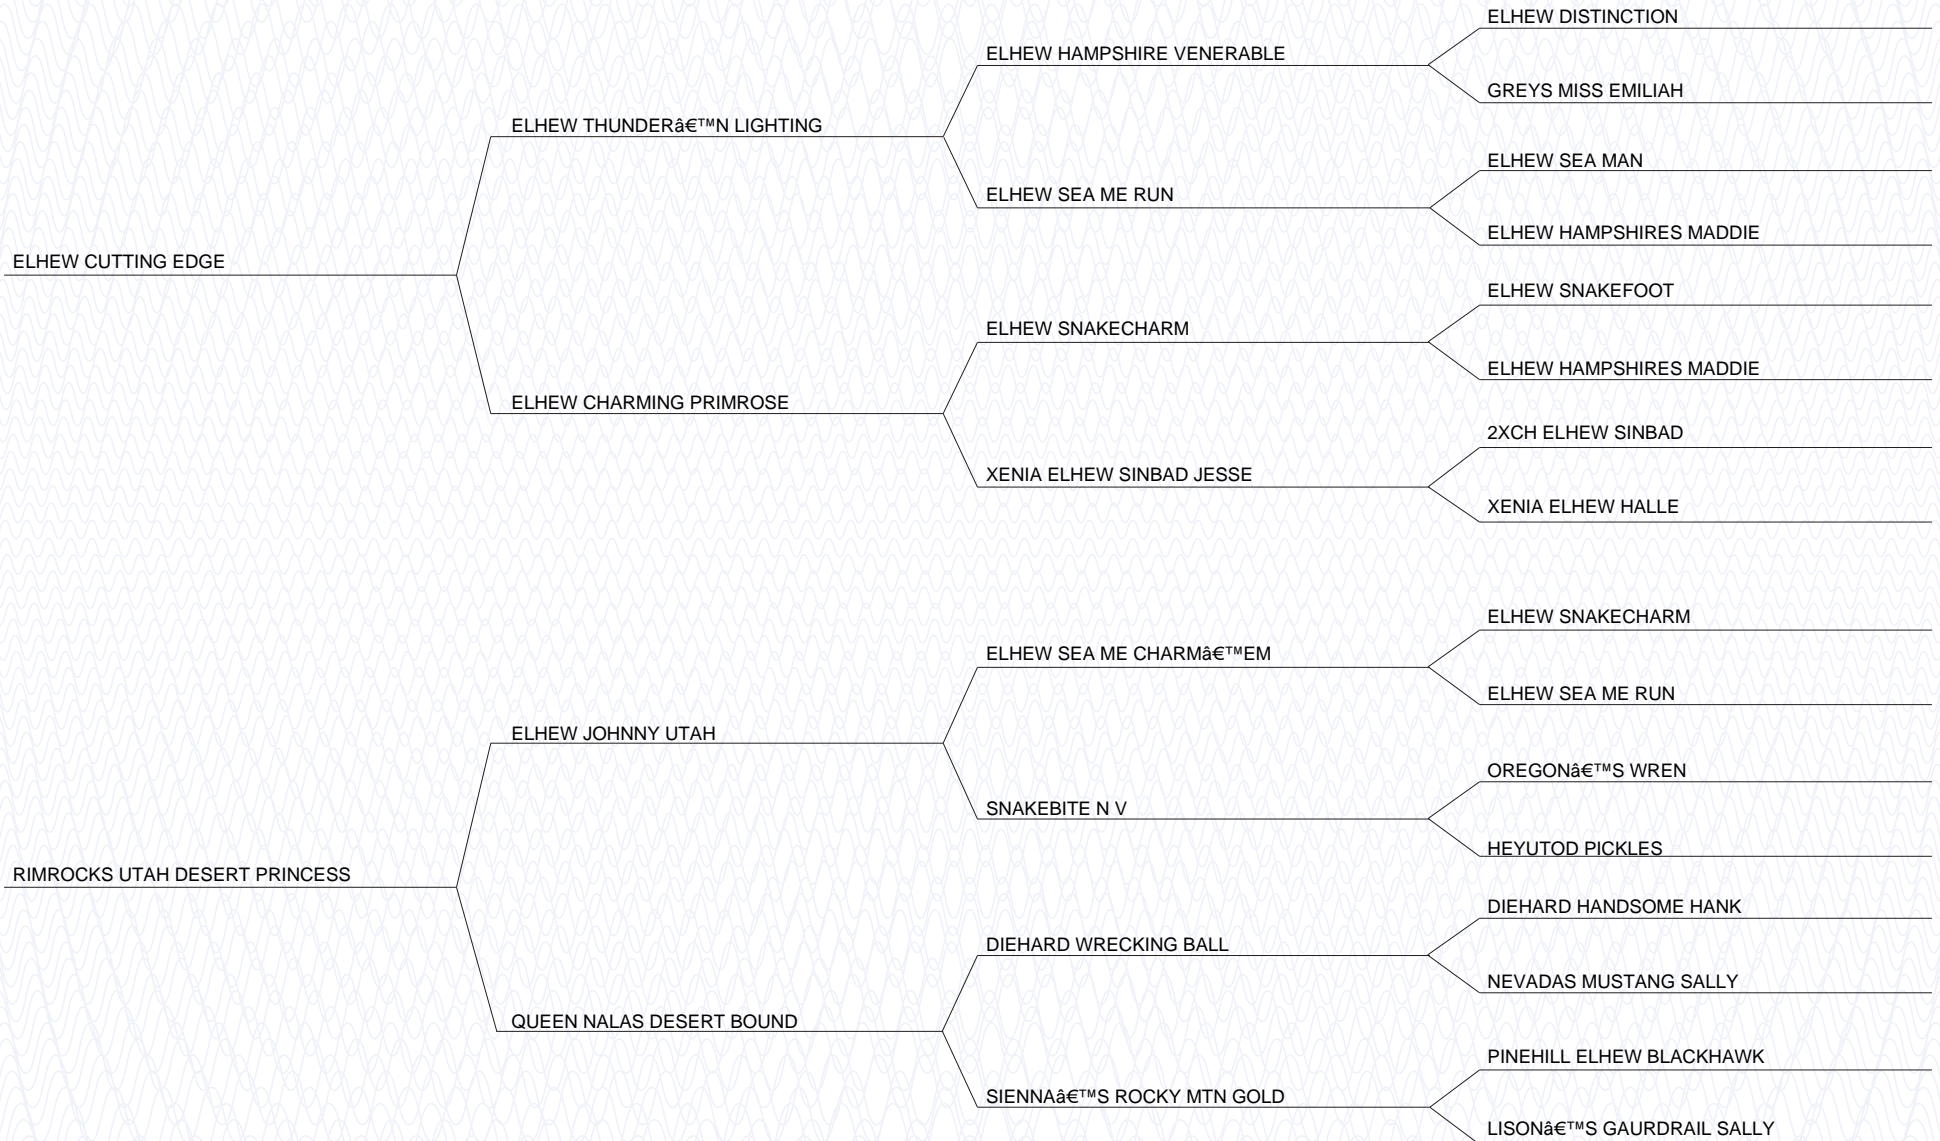 ELHEW DISTINCTION
ELHEW HAMPSHIRE VENERABLE
GREYS MISS EMILIAH
ELHEW THUNDERâ€™N LIGHTING
ELHEW SEA MAN
ELHEW SEA ME RUN
ELHEW HAMPSHIRES MADDIE
ELHEW CUTTING EDGE
ELHEW SNAKEFOOT
ELHEW SNAKECHARM
ELHEW HAMPSHIRES MADDIE
ELHEW CHARMING PRIMROSE
2XCH ELHEW SINBAD
XENIA ELHEW SINBAD JESSE
XENIA ELHEW HALLE
ELHEW SNAKECHARM
ELHEW SEA ME CHARMâ€™EM
ELHEW SEA ME RUN
ELHEW JOHNNY UTAH
OREGONâ€™S WREN
SNAKEBITE N V
HEYUTOD PICKLES
RIMROCKS UTAH DESERT PRINCESS
DIEHARD HANDSOME HANK
DIEHARD WRECKING BALL
NEVADAS MUSTANG SALLY
QUEEN NALAS DESERT BOUND
PINEHILL ELHEW BLACKHAWK
SIENNAâ€™S ROCKY MTN GOLD
LISONâ€™S GAURDRAIL SALLY